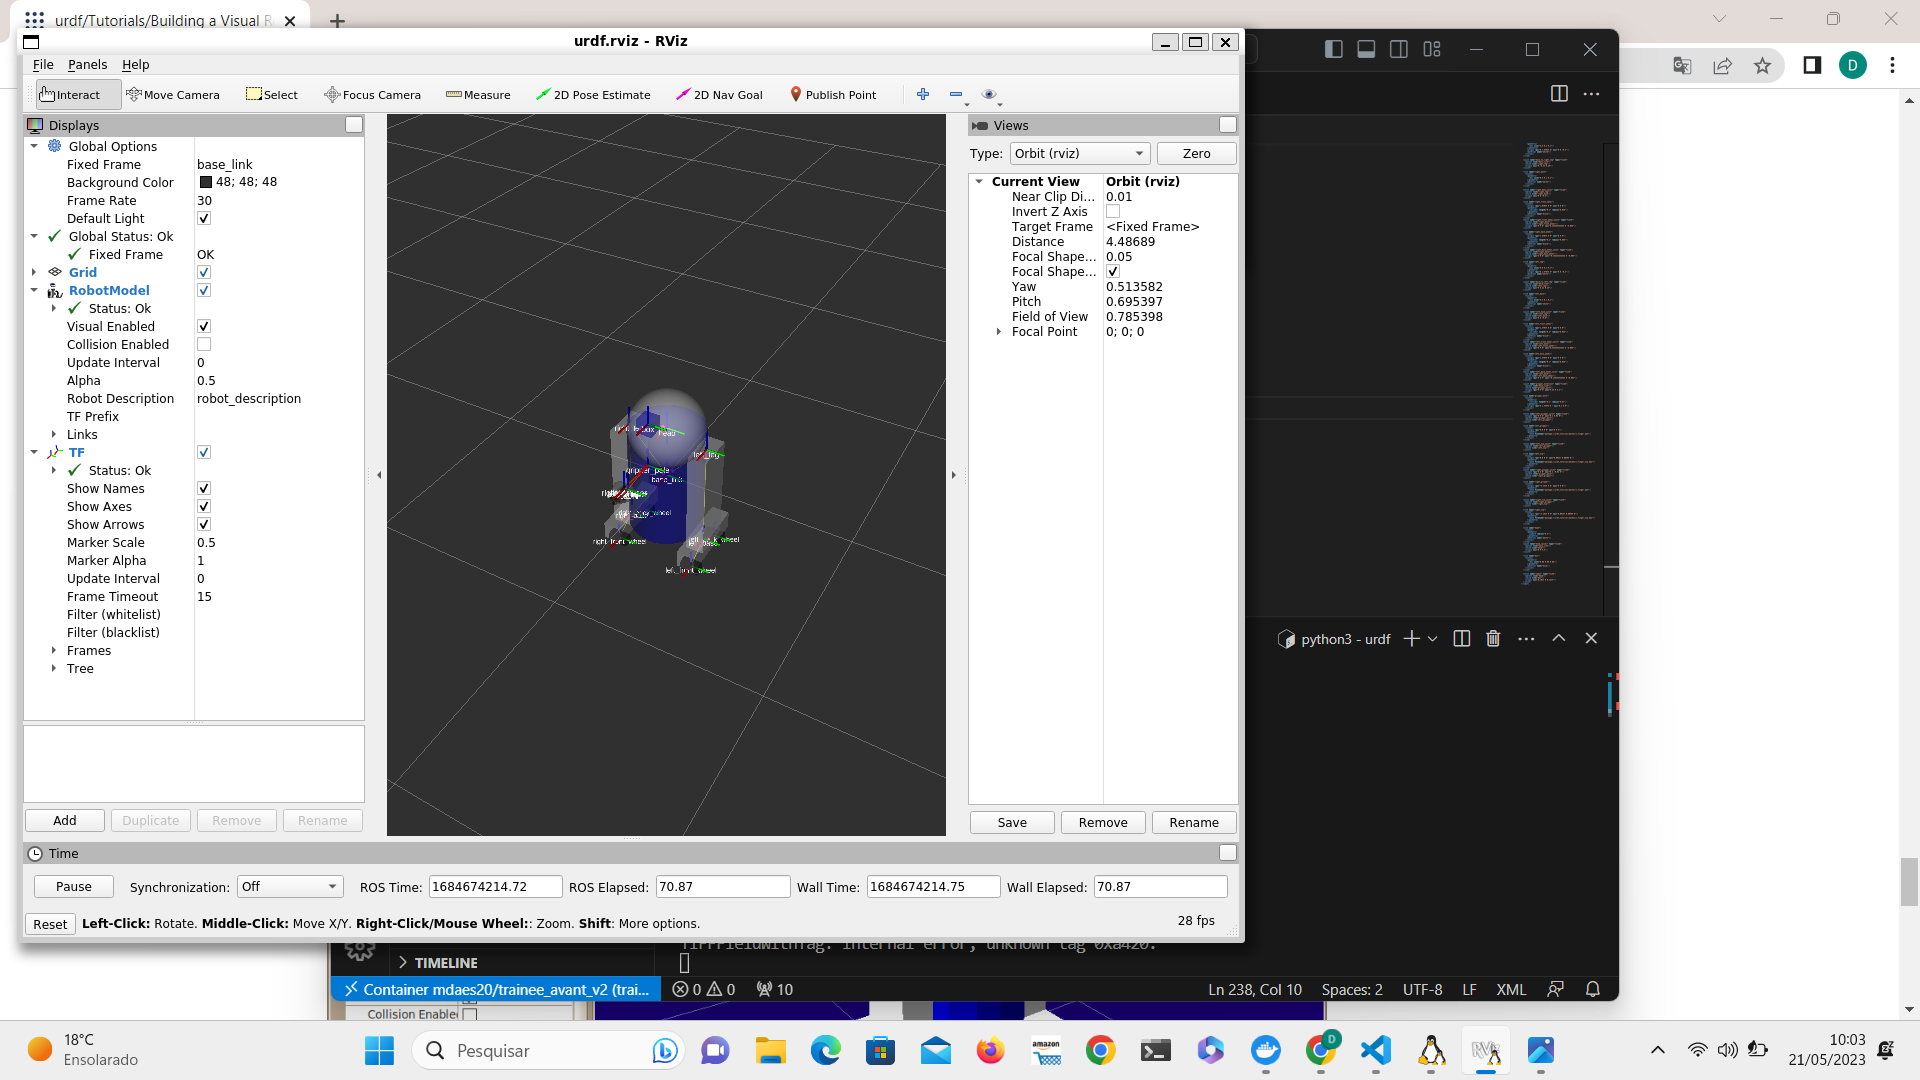 urdf/Tutorials/Building a Visual R
urdf.rviz - RViz
File Panels Help
Interact Move Camera Select Focus Camera Measure 2D Pose Estimate 2D Nav Goal Publish Point
Displays
Global Options
Fixed Frame base_link
Background Color 48; 48; 48
Frame Rate 30
Default Light
Global Status: Ok
Fixed Frame OK
Grid
RobotModel
Status: Ok
Visual Enabled
Collision Enabled
Update Interval 0
Alpha 0.5
Robot Description robot_description
TF Prefix
Links
TF
Status: Ok
Show Names
Show Axes
Show Arrows
Marker Scale 0.5
Marker Alpha 1
Update Interval 0
Frame Timeout 15
Filter (whitelist)
Filter (blacklist)
Frames
Tree
Add Duplicate Remove Rename
head
left_leg
gripper_pole
base_link
right_front_wheel
left_front_wheel
Views
Type: Orbit (rviz) Zero
Current View Orbit (rviz)
Near Clip Di... 0.01
Invert Z Axis
Target Frame <Fixed Frame>
Distance 4.48689
Focal Shape... 0.05
Focal Shape...
Yaw 0.513582
Pitch 0.695397
Field of View 0.785398
Focal Point 0; 0; 0
Save Remove Rename
Time
Pause Synchronization: Off ROS Time: 1684674214.72 ROS Elapsed: 70.87 Wall Time: 1684674214.75 Wall Elapsed: 70.87
Reset Left-Click: Rotate. Middle-Click: Move X/Y. Right-Click/Mouse Wheel:: Zoom. Shift: More options. 28 fps
D
python3 - urdf
TIFFFieldWithTag: Internal error, unknown tag 0xa420.
TIMELINE
Container mdaes20/trainee_avant_v2 (trai... 0 0 10 Ln 238, Col 10 Spaces: 2 UTF-8 LF XML
Collision Enable
18°C
Ensolarado
Pesquisar
amazon
D
10:03
21/05/2023